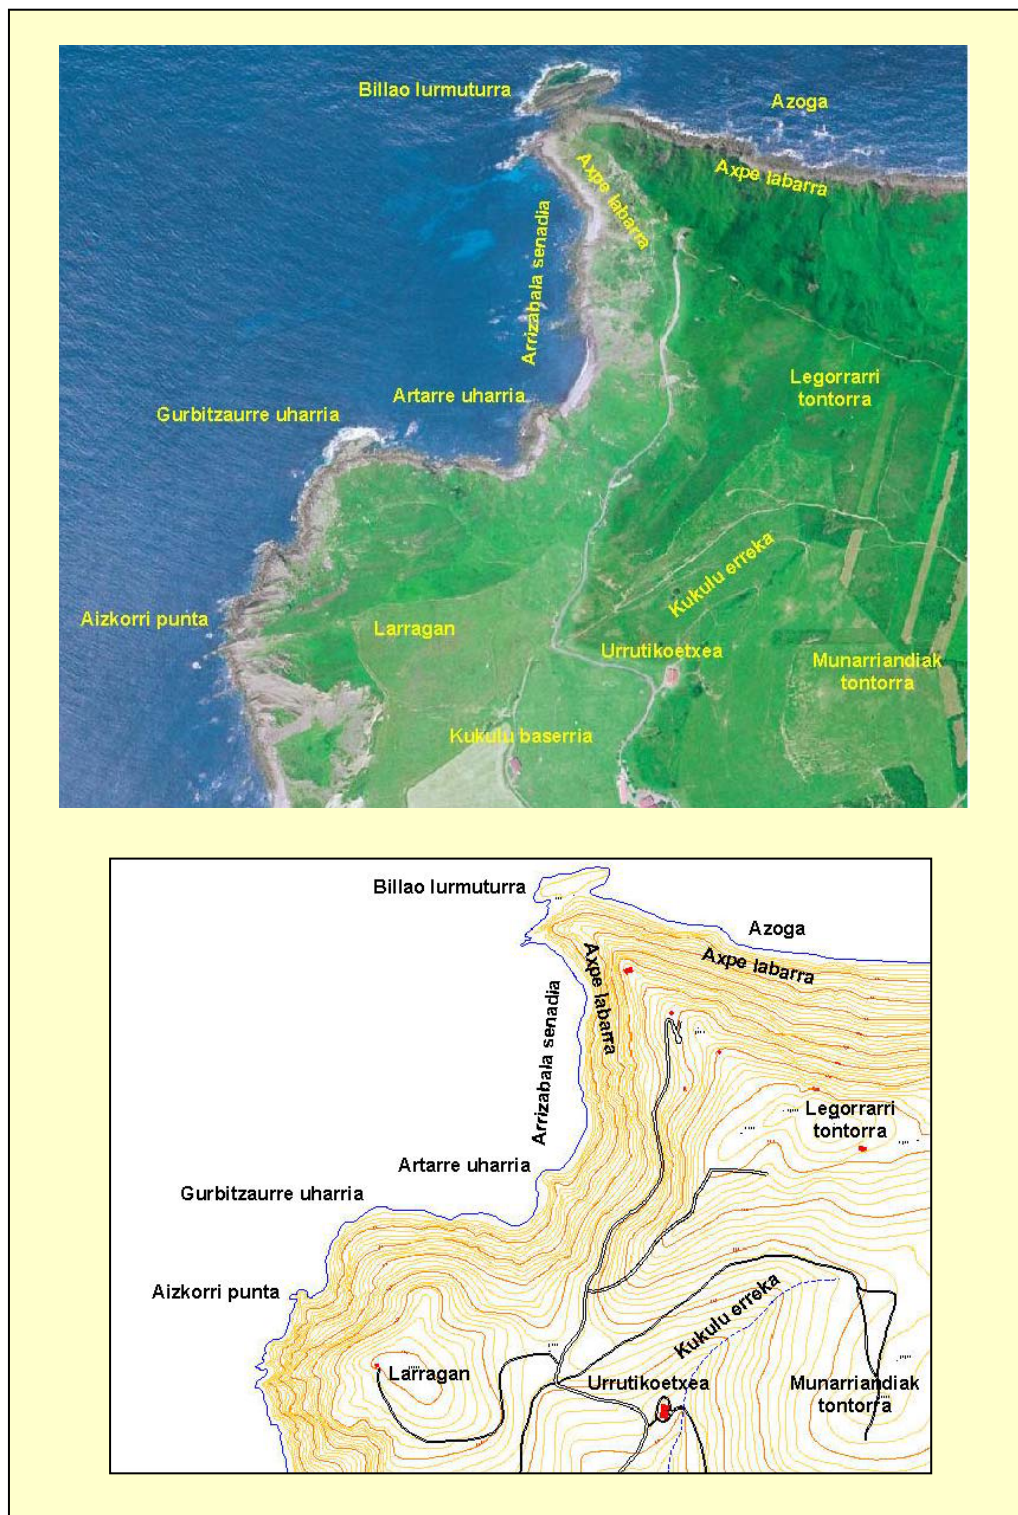 Billao lurmuturra
Azoga
Axpe labarra
Axpe labarra
Arrizabala senadia
Legorrarri
tontorra
Artarre uharria
Gurbitzaurre uharria
Kukulu erreka
Aizkorri punta
Larragan
Urrutikoetxea
Munarriandiak
tontorra
Kukulu baserria
Billao lurmuturra
Azoga
Axpe labarra
Axpe labarra
Arrizabala senadia
Legorrarri
tontorra
Artarre uharria
Gurbitzaurre uharria
Aizkorri punta
Kukulu erreka
Larragan
Urrutikoetxea
Munarriandiak
tontorra